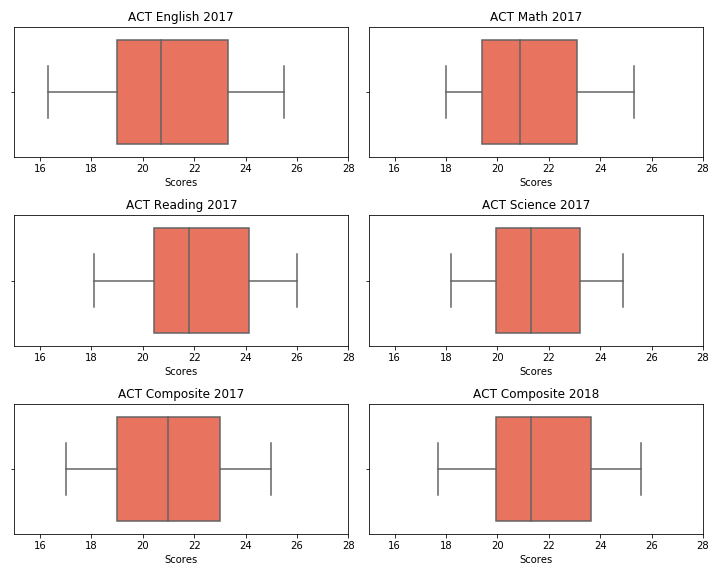 ACT English 2017
16 18 20 22 24 26 28
Scores
ACT Math 2017
16 18 20 22 24 26 28
Scores
ACT Reading 2017
16 18 20 22 24 26 28
Scores
ACT Science 2017
16 18 20 22 24 26 28
Scores
ACT Composite 2017
16 18 20 22 24 26 28
Scores
ACT Composite 2018
16 18 20 22 24 26 28
Scores